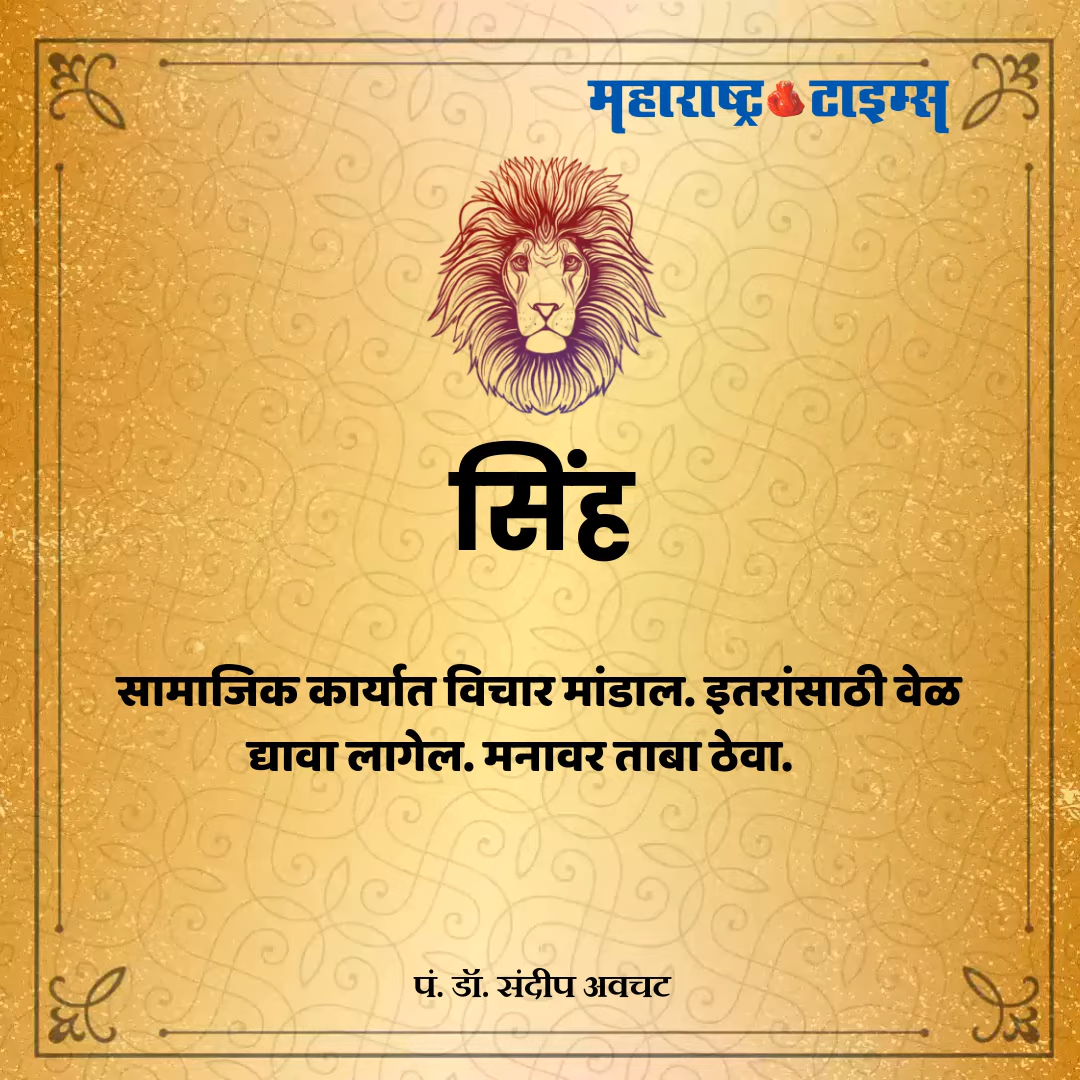 महाराष्ट्र टाइम्स
सिंह
सामाजिक कार्यात विचार मांडाल. इतरांसाठी वेळ
द्यावा लागेल. मनावर ताबा ठेवा.
पं. डॉ. संदीप अवचट